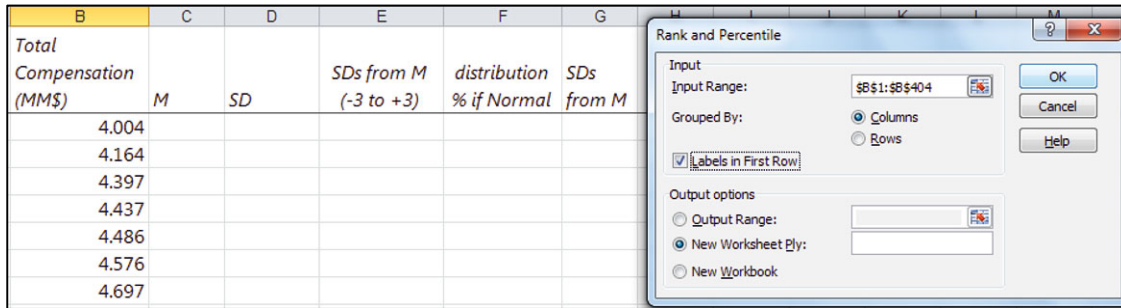 B C D E F G H I J K L M
Total
Compensation SDs from M distribution SDs
(MM$) M SD (-3 to +3) % if Normal from M
4.004
4.164
4.397
4.437
4.486
4.576
4.697
Rank and Percentile
Input
Input Range: $B$1:$B$404
Grouped By: Columns
Rows
Labels in First Row
Output options
Output Range:
New Worksheet Ply:
New Workbook
OK
Cancel
Help